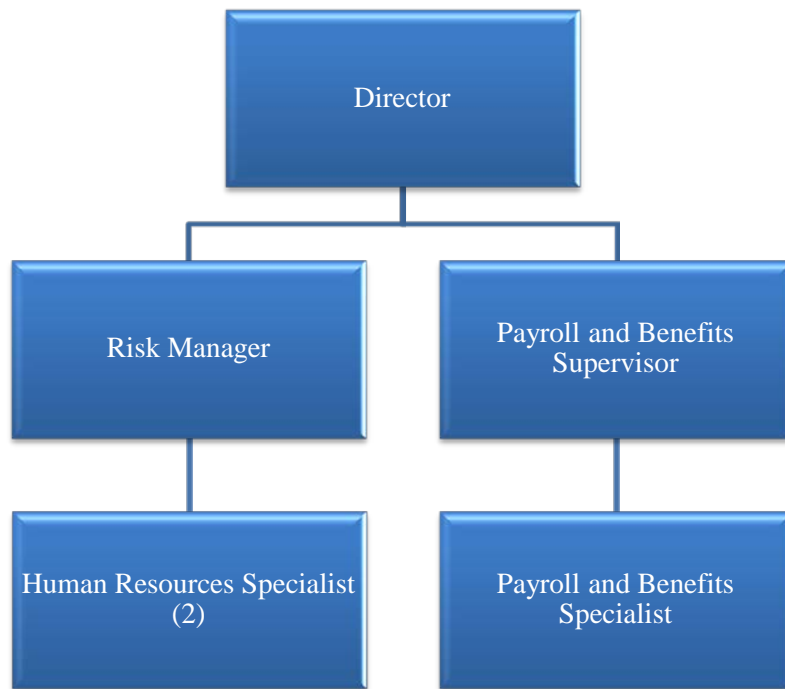 Director
Risk Manager
Payroll and Benefits
Supervisor
Human Resources Specialist
(2)
Payroll and Benefits
Specialist